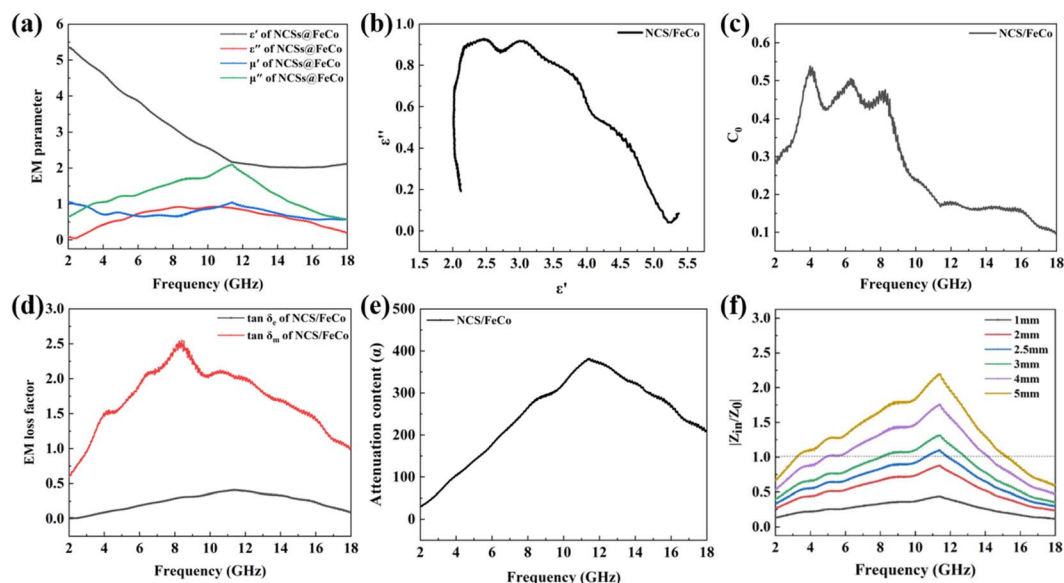 (a)
ε′ of NCSs@FeCo
ε″ of NCSs@FeCo
μ′ of NCSs@FeCo
μ″ of NCSs@FeCo
EM parameter
6
5
4
3
2
1
0
2 4 6 8 10 12 14 16 18
Frequency (GHz)
(b)
NCS/FeCo
ε''
1.0
0.8
0.6
0.4
0.2
0.0
1.5 2.0 2.5 3.0 3.5 4.0 4.5 5.0 5.5
ε'
(c)
NCS/FeCo
C0
0.6
0.5
0.4
0.3
0.2
0.1
2 4 6 8 10 12 14 16 18
Frequency (GHz)
(d)
tan δe of NCS/FeCo
tan δm of NCS/FeCo
EM loss factor
3.0
2.5
2.0
1.5
1.0
0.5
0.0
2 4 6 8 10 12 14 16 18
Frequency (GHz)
(e)
NCS/FeCo
Attenuation content (α)
500
400
300
200
100
0
2 4 6 8 10 12 14 16 18
Frequency (GHz)
(f)
1mm
2mm
2.5mm
3mm
4mm
5mm
|Zin/Z0|
2.5
2.0
1.5
1.0
0.5
0.0
2 4 6 8 10 12 14 16 18
Frequency (GHz)